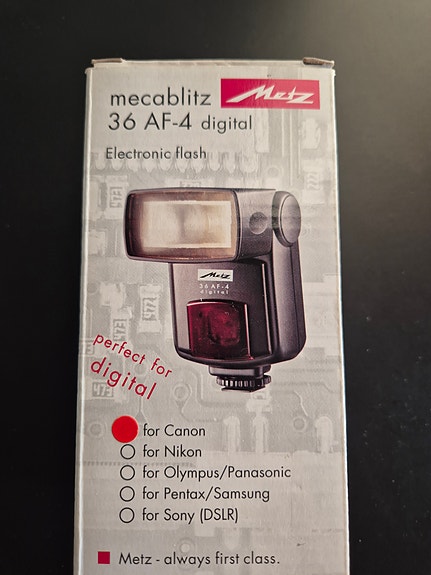 mecablitz Metz
36 AF-4 digital
Electronic flash
Metz
36 AF-4
digital
perfect for
digital
for Canon
for Nikon
for Olympus/Panasonic
for Pentax/Samsung
for Sony (DSLR)
Metz - always first class.